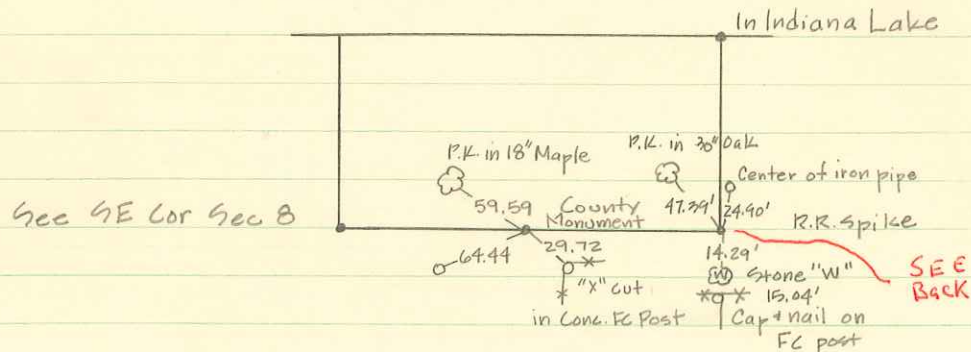 In Indiana Lake
P.K. in 18" Maple
P.K. in 30" Oak
Center of iron pipe
59.59
County
Monument
47.39'
24.90'
R.R. Spike
See SE Cor Sec 8
64.44
29.72
14.29'
"X" cut
in Conc. FC Post
W
Stone "W"
15.04'
Cap & nail on
FC post
SEE
Back